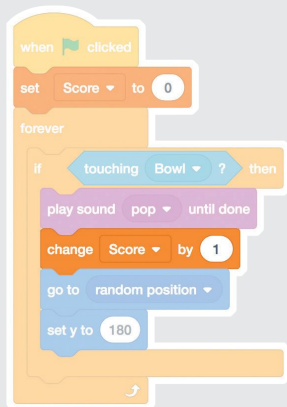 when clicked
set Score to 0
forever
if touching Bowl ? then
play sound pop until done
change Score by 1
go to random position
set y to 180